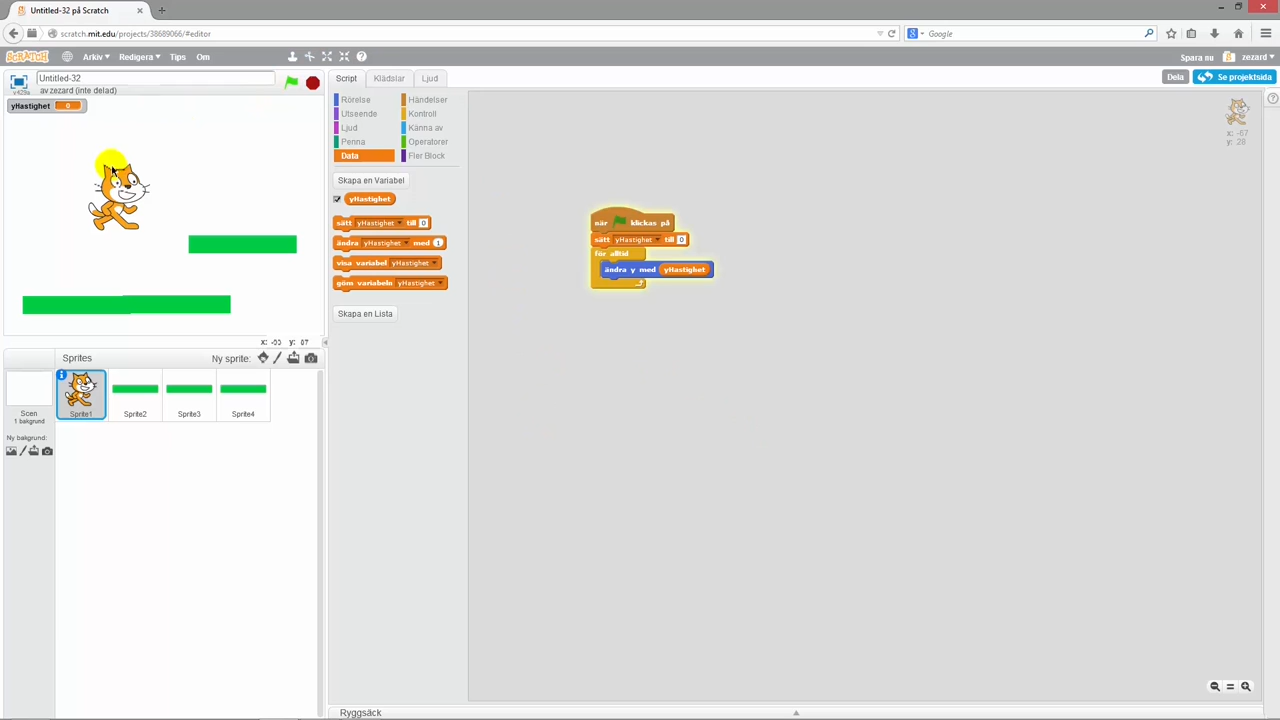 Untitled-32 på Scratch
scratch.mit.edu/projects/38689066/#editor
Google
SCRATCH
Arkiv
Redigera
Tips
Om
Spara nu
zezard
Untitled-32
av zezard (inte delad)
v429a
Script
Klädslar
Ljud
Dela
Se projektsida
yHastighet 0
Rörelse
Utseende
Ljud
Penna
Data
Händelser
Kontroll
Känna av
Operatorer
Fler Block
x: -67
y: 28
Skapa en Variabel
yHastighet
sätt yHastighet till 0
ändra yHastighet med 1
visa variabel yHastighet
göm variabeln yHastighet
Skapa en Lista
när klickas på
sätt yHastighet till 0
för alltid
ändra y med yHastighet
Sprites
Ny sprite:
Scen
1 bakgrund
Ny bakgrund:
Sprite1
Sprite2
Sprite3
Sprite4
Ryggsäck